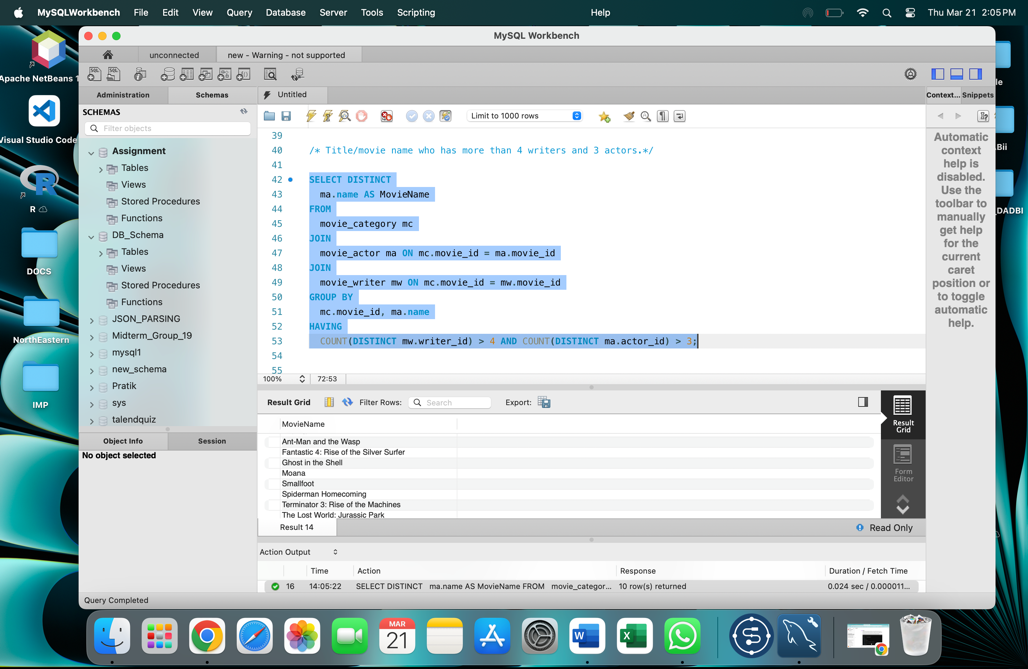 MySQLWorkbench File Edit View Query Database Server Tools Scripting Help Thu Mar 21 2:05 PM
MySQL Workbench
Apache NetBeans 1
Visual Studio Code
R
DOCS
NorthEastern
IMP
unconnected new - Warning - not supported
Administration Schemas Untitled Context... Snippets
SCHEMAS
Filter objects
Assignment
Tables
Views
Stored Procedures
Functions
DB_Schema
Tables
Views
Stored Procedures
Functions
JSON_PARSING
Midterm_Group_19
mysql1
new_schema
Pratik
sys
talendquiz
Object Info Session
No object selected
Limit to 1000 rows
39
40 /* Title/movie name who has more than 4 writers and 3 actors.*/
41
42 SELECT DISTINCT
43 ma.name AS MovieName
44 FROM
45 movie_category mc
46 JOIN
47 movie_actor ma ON mc.movie_id = ma.movie_id
48 JOIN
49 movie_writer mw ON mc.movie_id = mw.movie_id
50 GROUP BY
51 mc.movie_id, ma.name
52 HAVING
53 COUNT(DISTINCT mw.writer_id) > 4 AND COUNT(DISTINCT ma.actor_id) > 3;
54
55
100% 72:53
Automatic
context
help is
disabled.
Use the
toolbar to
manually
get help
for the
current
caret
position or
to toggle
automatic
help.
Result Grid Filter Rows: Search Export:
MovieName
Ant-Man and the Wasp
Fantastic 4: Rise of the Silver Surfer
Ghost in the Shell
Moana
Smallfoot
Spiderman Homecoming
Terminator 3: Rise of the Machines
The Lost World: Jurassic Park
Result
Grid
Form
Editor
Result 14 Read Only
Action Output
Time Action Response Duration / Fetch Time
16 14:05:22 SELECT DISTINCT ma.name AS MovieName FROM movie_categor... 10 row(s) returned 0.024 sec / 0.000011...
Query Completed
_DADBI
MAR
21